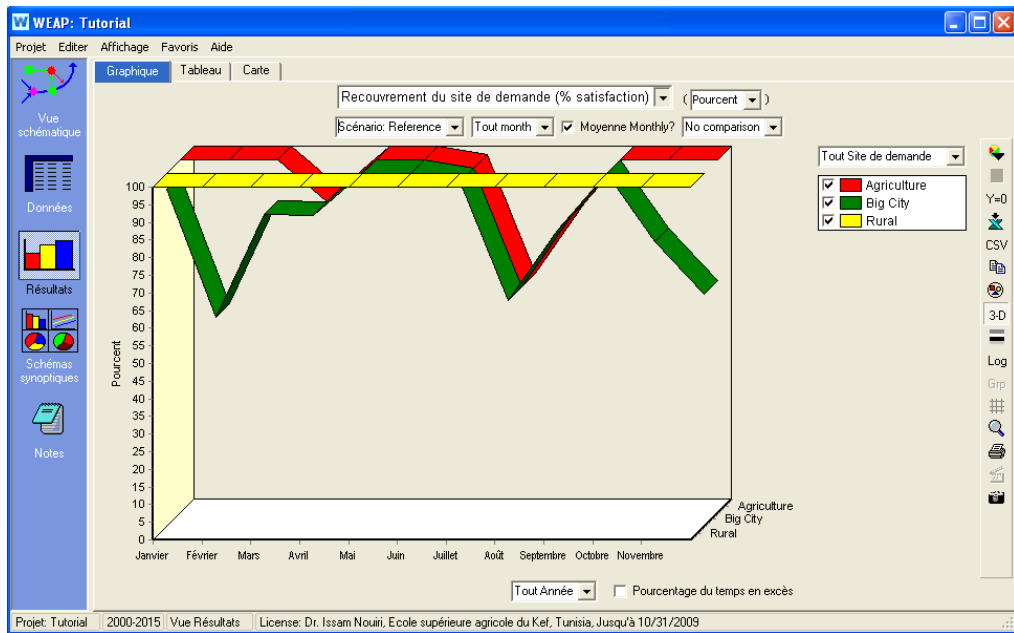 WEAP: Tutorial
Projet Editer Affichage Favoris Aide
Graphique Tableau Carte
Recouvrement du site de demande (% satisfaction) ( Pourcent )
Scénario: Reference Tout month Moyenne Monthly? No comparison
Vue schématique
Données
Résultats
Schémas synoptiques
Notes
Tout Site de demande
Agriculture
Big City
Rural
Y=0
CSV
3-D
Log
Grp
Pourcent
100
95
90
85
80
75
70
65
60
55
50
45
40
35
30
25
20
15
10
5
0
Agriculture
Big City
Rural
Janvier Février Mars Avril Mai Juin Juillet Août Septembre Octobre Novembre
Tout Année Pourcentage du temps en excès
Projet: Tutorial 2000-2015 Vue Résultats License: Dr. Issam Nouiri, Ecole supérieure agricole du Kef, Tunisia, Jusqu'à 10/31/2009